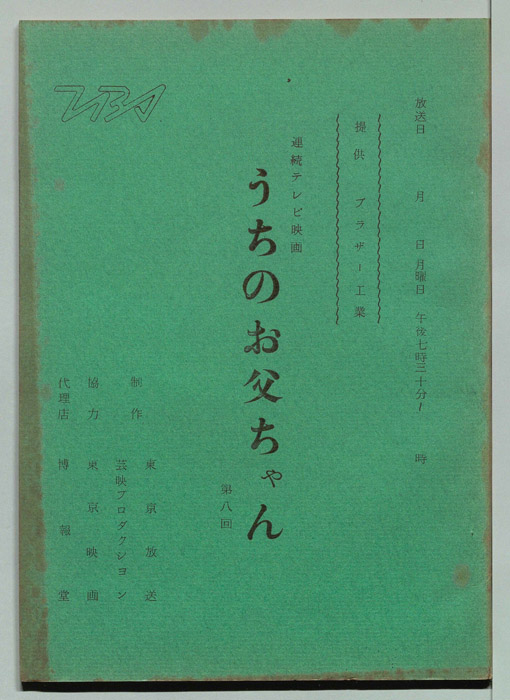 放送日　月　日　月曜日　午後七時三十分／　時
提供　ブラザー工業
連続テレビ映画
うちのお父ちゃん
第八回
制作　東京放送
芸映プロダクシヨン
協力　東京映画
代理店　博報堂